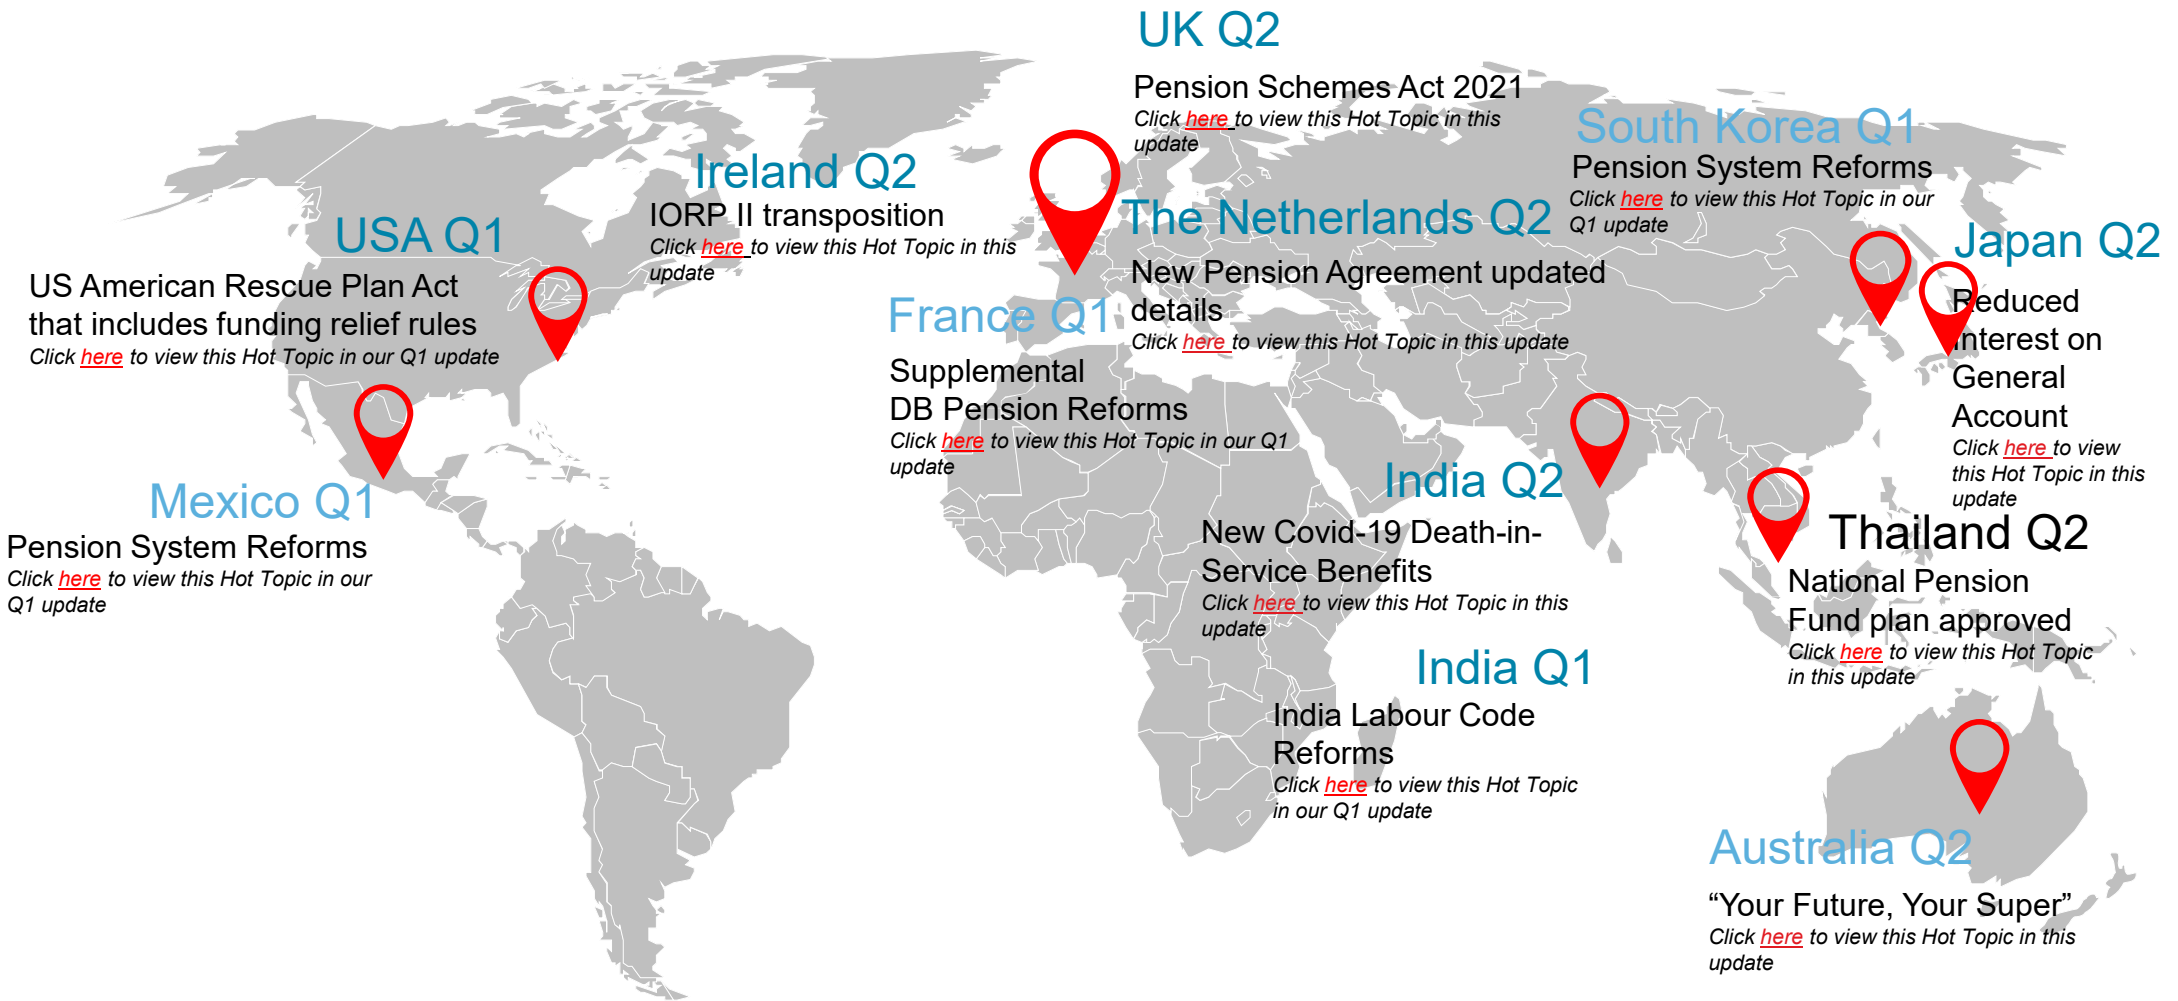 UK Q2
Pension Schemes Act 2021
Click here to view this Hot Topic in this
update
South Korea Q1
Pension System Reforms
Click here to view this Hot Topic in our
Q1 update
Ireland Q2
IORP II transposition
Click here to view this Hot Topic in this
update
USA Q1
US American Rescue Plan Act
that includes funding relief rules
Click here to view this Hot Topic in our Q1 update
The Netherlands Q2
New Pension Agreement updated
details
Click here to view this Hot Topic in this update
Japan Q2
Reduced
Interest on
General
Account
Click here to view
this Hot Topic in this
update
France Q1
Supplemental
DB Pension Reforms
Click here to view this Hot Topic in our Q1
update
Mexico Q1
Pension System Reforms
Click here to view this Hot Topic in our
Q1 update
India Q2
New Covid-19 Death-in-
Service Benefits
Click here to view this Hot Topic in this
update
Thailand Q2
National Pension
Fund plan approved
Click here to view this Hot Topic
in this update
India Q1
India Labour Code
Reforms
Click here to view this Hot Topic
in our Q1 update
Australia Q2
“Your Future, Your Super”
Click here to view this Hot Topic in this
update